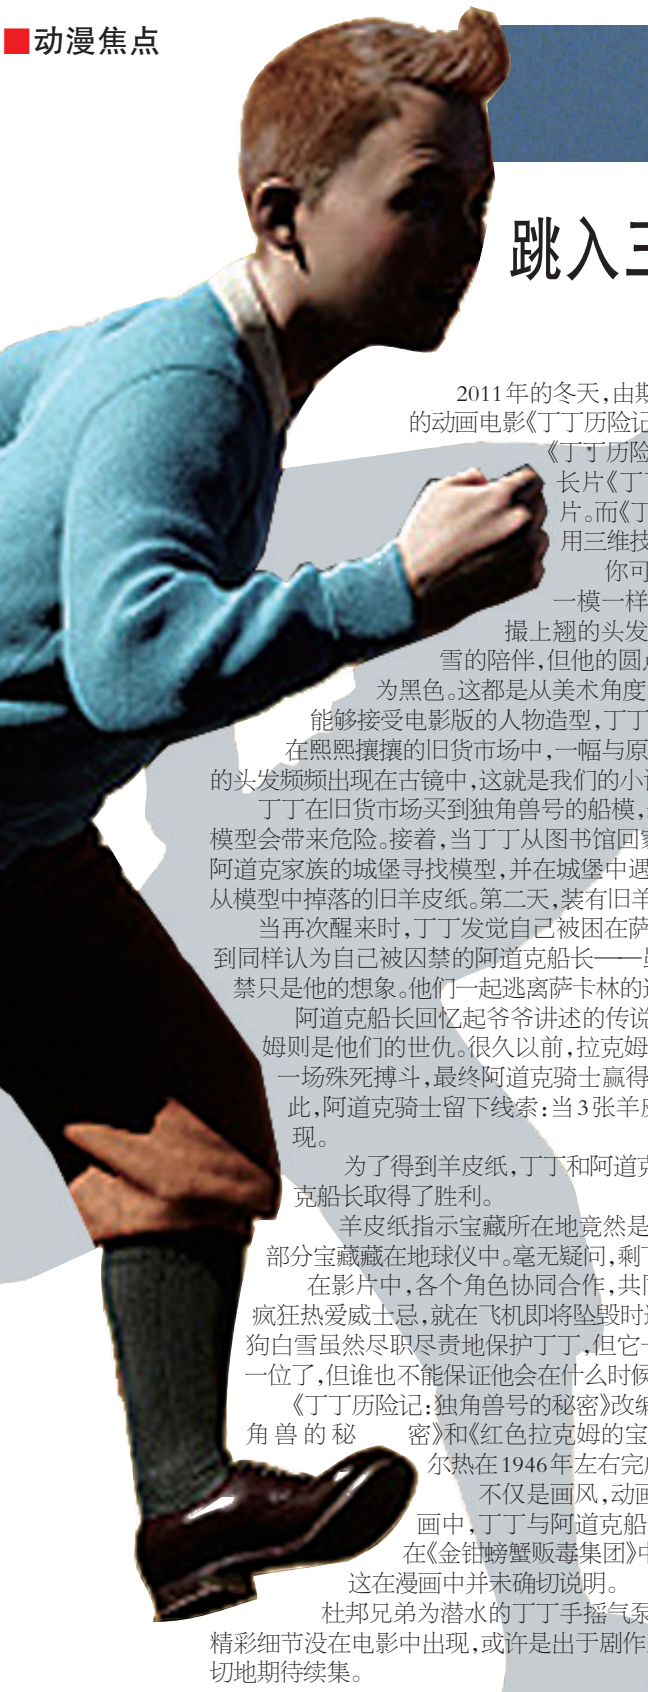 动漫焦点
跳入三
2011年的冬天,由斯
的动画电影《丁丁历险记
《丁丁历险
长片《丁丁
片。而《丁
用三维技
你可
一模一样
撮上翘的头发
雪的陪伴,但他的圆点
为黑色。这都是从美术角度
能够接受电影版的人物造型,丁丁
在熙熙攘攘的旧货市场中,一幅与原
的头发频频出现在古镜中,这就是我们的小
丁丁在旧货市场买到独角兽号的船模,
模型会带来危险。接着,当丁丁从图书馆回家
阿道克家族的城堡寻找模型,并在城堡中遇
从模型中掉落的旧羊皮纸。第二天,装有旧羊
当再次醒来时,丁丁发觉自己被困在萨
到同样认为自己被囚禁的阿道克船长——
禁只是他的想象。他们一起逃离萨卡林的
阿道克船长回忆起爷爷讲述的传说
姆则是他们的世仇。很久以前,拉克姆
一场殊死搏斗,最终阿道克骑士赢得
此,阿道克骑士留下线索:当3张羊皮
现。
为了得到羊皮纸,丁丁和阿道克
克船长取得了胜利。
羊皮纸指示宝藏所在地竟然是
部分宝藏藏在地球仪中。毫无疑问,剩下
在影片中,各个角色协同合作,共同
疯狂热爱威士忌,就在飞机即将坠毁时
狗白雪虽然尽职尽责地保护丁丁,但它一
一位了,但谁也不能保证他会在什么时候
《丁丁历险记:独角兽号的秘密》改编
角兽的秘 密》和《红色拉克姆的宝
尔热在1946年左右完成
不仅是画风,动画
画中,丁丁与阿道克船
在《金钳螃蟹贩毒集团》中
这在漫画中并未确切说明。
杜邦兄弟为潜水的丁丁手摇气泵
精彩细节没在电影中出现,或许是出于剧作
切地期待续集。